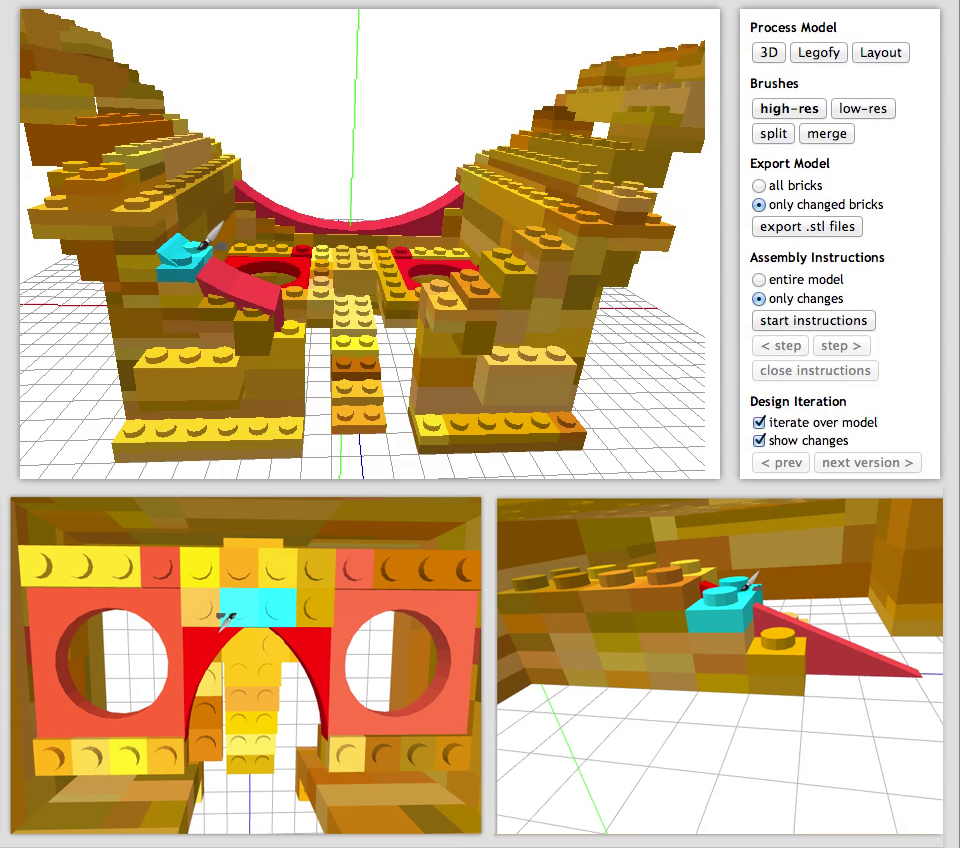 Process Model
3D Legofy Layout
Brushes
high-res low-res
split merge
Export Model
all bricks
only changed bricks
export .stl files
Assembly Instructions
entire model
only changes
start instructions
< step step >
close instructions
Design Iteration
iterate over model
show changes
< prev next version >